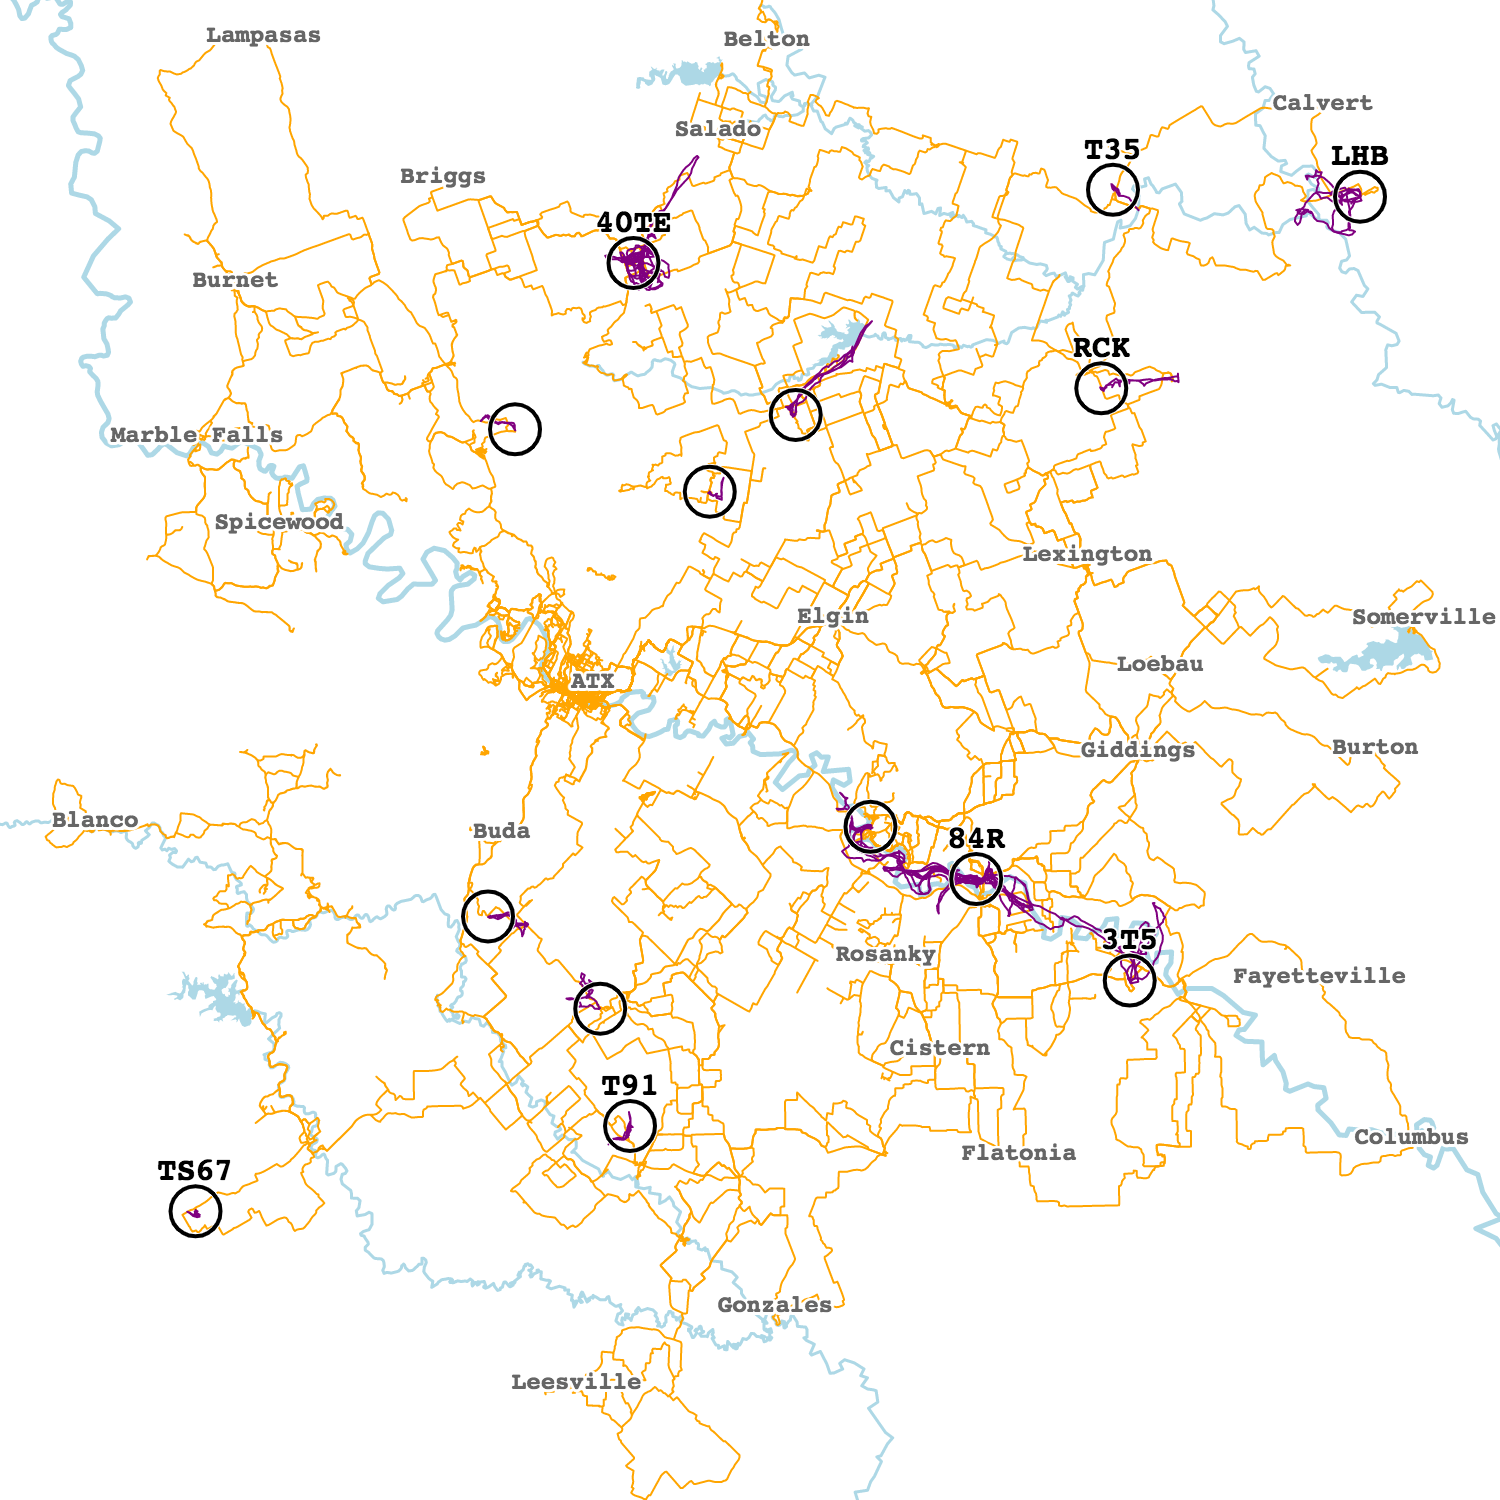 Lampasas
Belton
Calvert
Salado
T35
LHB
Briggs
40TE
Burnet
RCK
Marble Falls
Spicewood
Lexington
Elgin
Somerville
Loebau
ATX
Giddings
Burton
Blanco
Buda
84R
3T5
Rosanky
Fayetteville
Cistern
T91
Columbus
Flatonia
TS67
Gonzales
Leesville